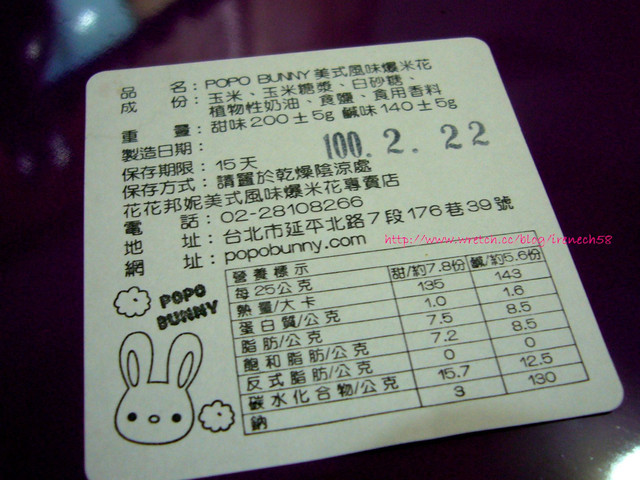 品 名：POPO BUNNY美式風味爆米花
成 份：玉米、玉米糖漿、白砂糖、
植物性奶油、食鹽、食用香料
重 量：甜味200±5g 鹹味140±5g
製造日期：
100. 2. 22
保存期限：15天
保存方式：請置於乾燥陰涼處
花花邦妮美式風味爆米花專賣店
電 話：02-28108266
地 址：台北市延平北路7段176巷39號
網 址：popobunny.com
http://www.wretch.cc/blog/irenech58
營養標示 甜/約7.8份 鹹/約5.6份
每25公克
熱量/大卡 135 143
蛋白質/公克 1.0 1.6
脂肪/公克 7.5 8.5
飽和脂肪/公克 7.2 8.5
反式脂肪/公克 0 0
碳水化合物/公克 15.7 12.5
鈉 3 130
POPO
BUNNY